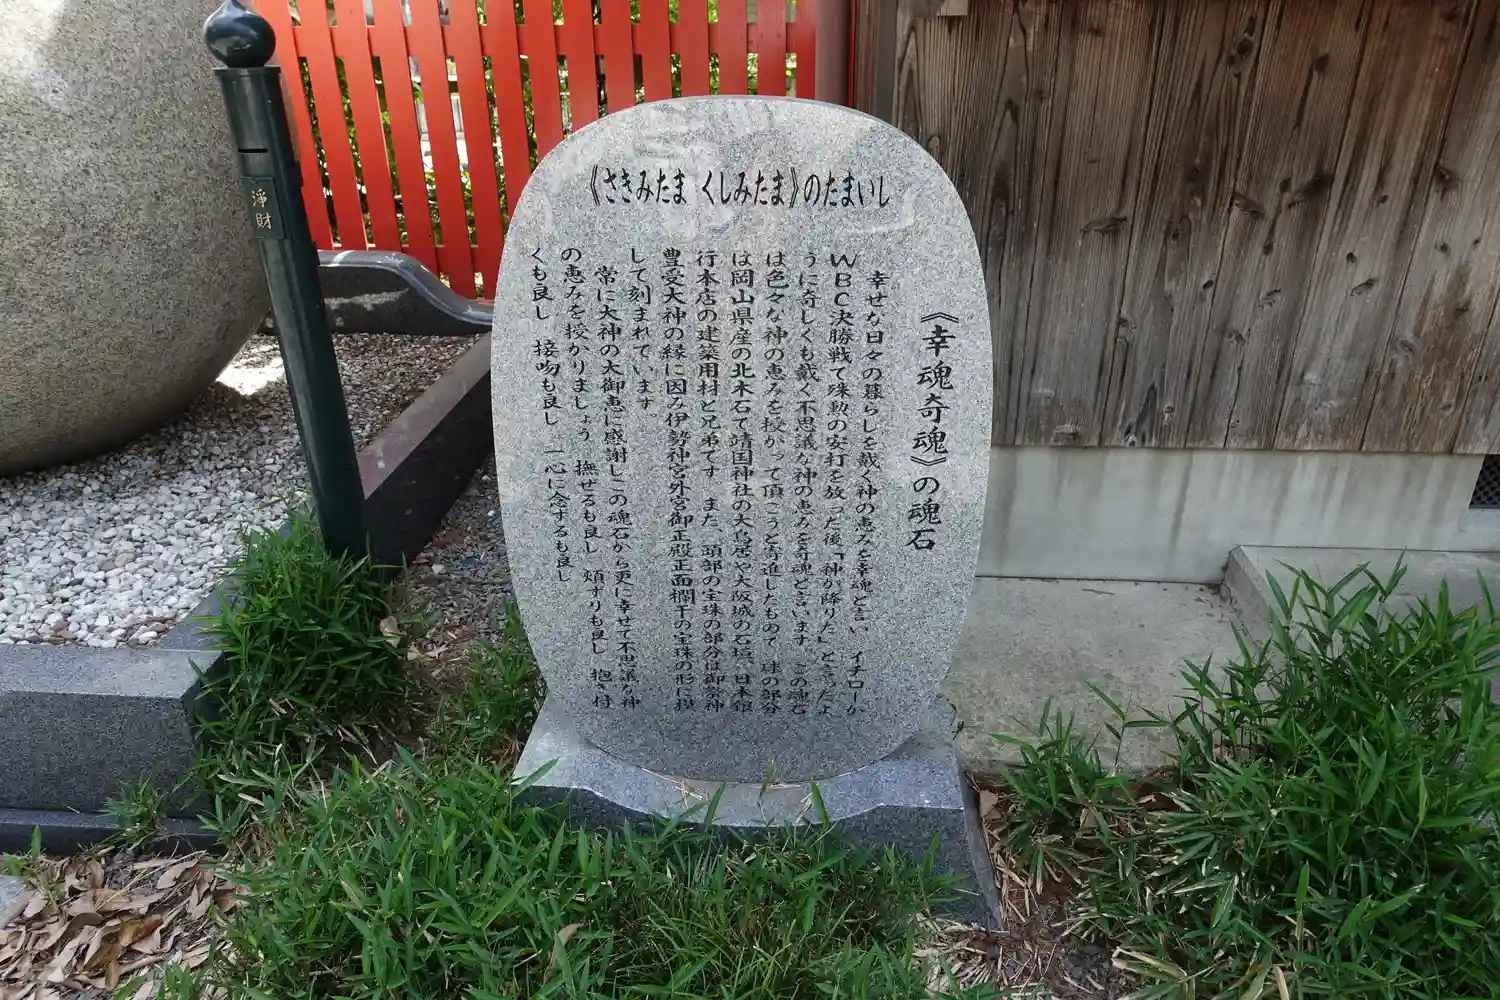 《さきみたま くしみたま》のたまいし
《幸魂奇魂》の魂石
幸せな日々の暮らしを戴く神の恵みを幸魂と言い イチローが
WBC決勝戦で殊勲の安打を放った後「神が降りた」と言ったよ
うに奇しくも戴く不思議な神の恵みを奇魂と言います。この魂石
は色々な神の恵みを授かって頂こうと寄進したもので 球の部分
は岡山県産の北木石で靖国神社の大鳥居や大阪城の石垣、日本銀
行本店の建築用材と兄弟です また、頭部の宝珠の部分は御祭神
豊受大神の縁に因み伊勢神宮外宮御正殿正面欄干の宝珠の形に模
して刻まれています
常に大神の大御恵に感謝しこの魂石から更に幸せで不思議な神
の恵みを授かりましょう 撫ぜるも良し 頬ずりも良し 抱き付
くも良し 接吻も良し 一心に念ずるも良し
淨財